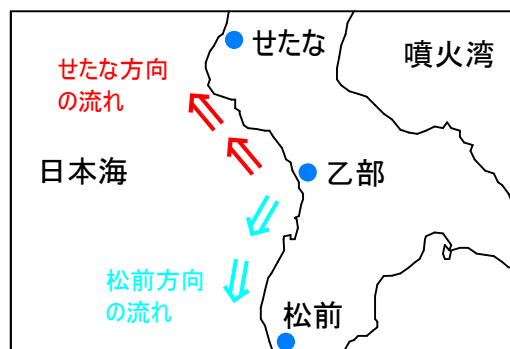 せたな
噴火湾
せたな方向
の流れ
日本海
乙部
松前方向
の流れ
松前